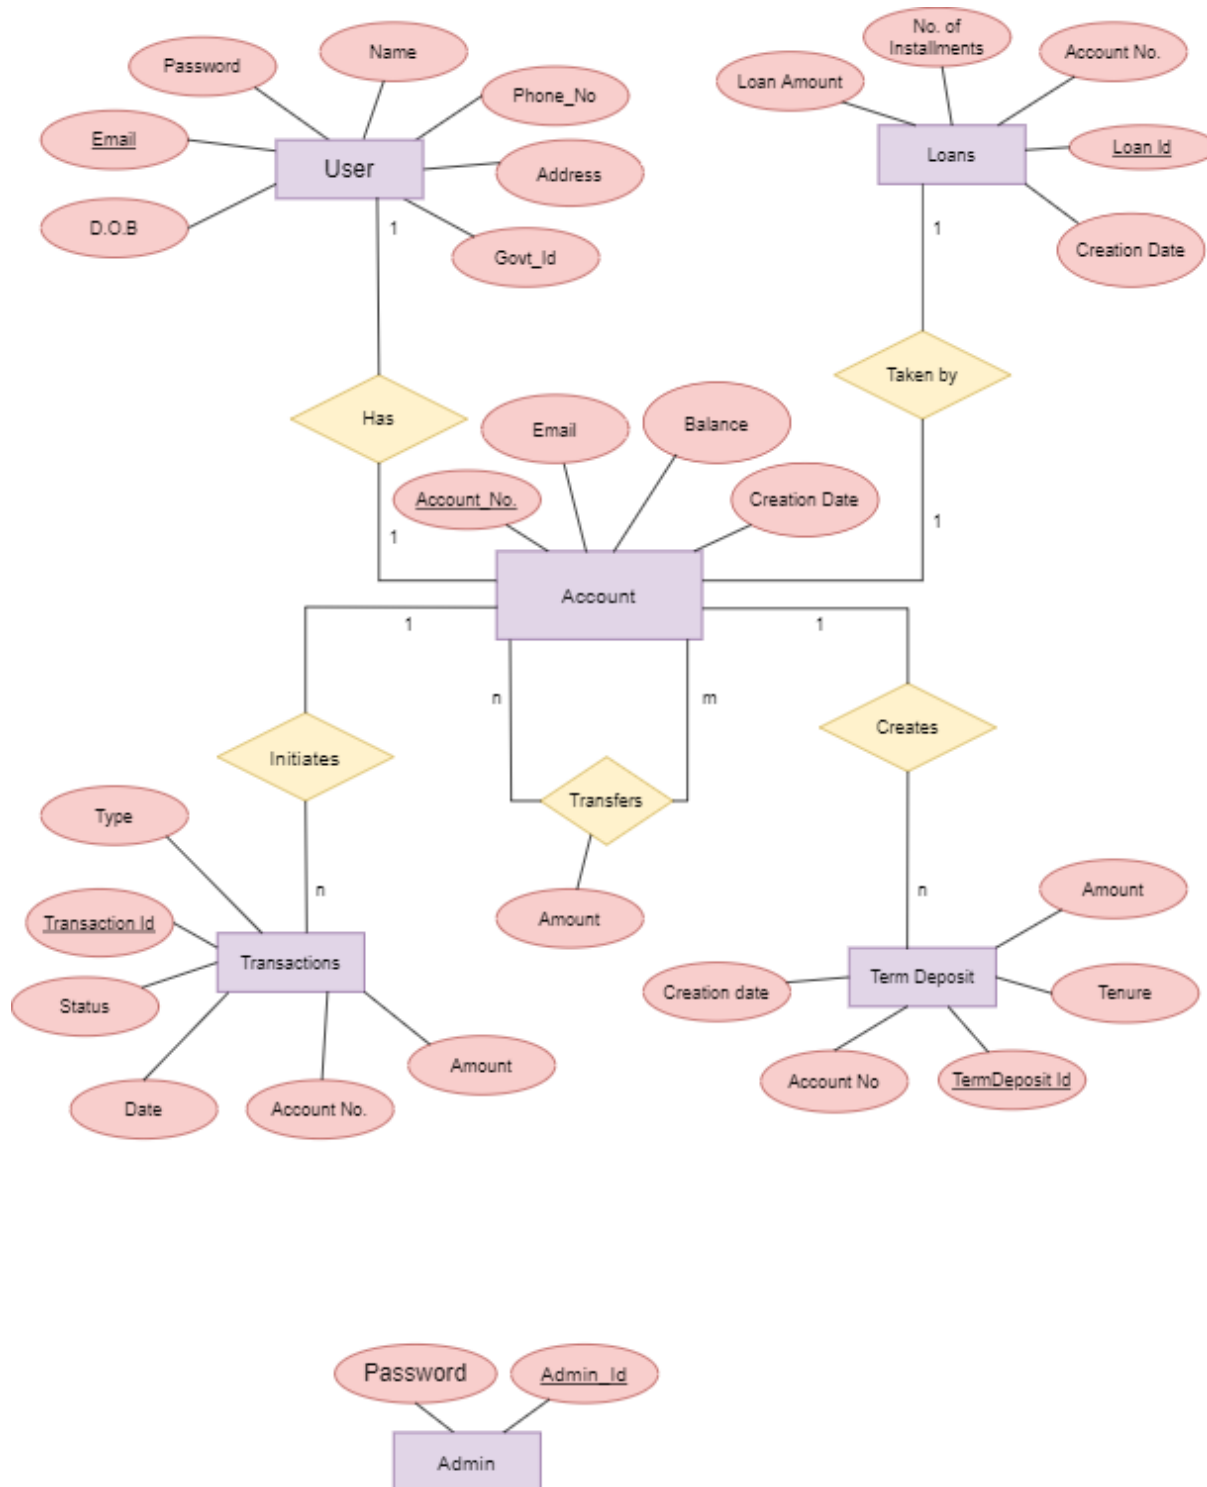 Name
Password
Phone_No
Email
User
Address
D.O.B
Govt_Id
1
No. of
Installments
Account No.
Loan Amount
Loans
Loan Id
Creation Date
1
Taken by
1
Has
1
Email
Balance
Account_No.
Creation Date
Account
1
n
m
1
Initiates
Transfers
Creates
Type
n
Amount
n
Transaction Id
Transactions
Status
Date
Account No.
Amount
Amount
Creation date
Term Deposit
Tenure
Account No
TermDeposit Id
Password
Admin_Id
Admin